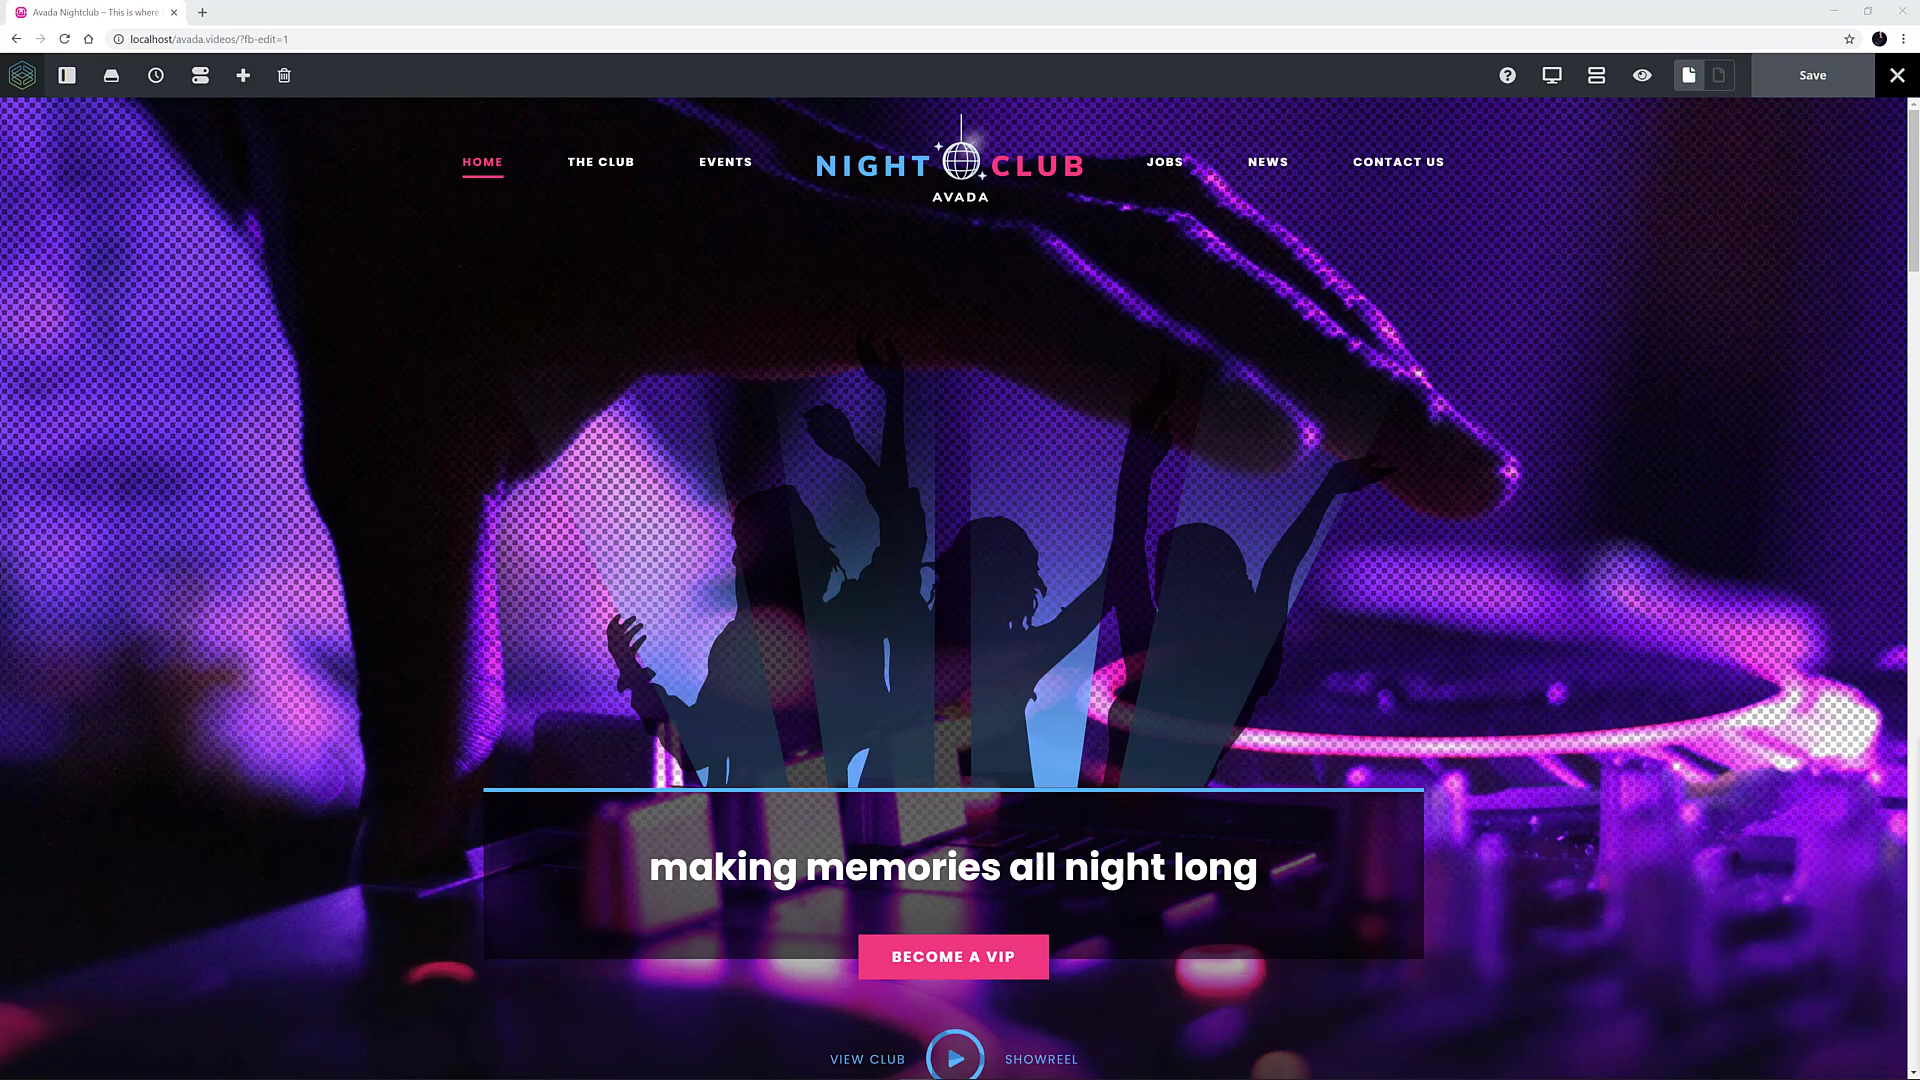 Avada Nightclub – This is where
localhost/avada.videos/?fb-edit=1
Save
HOME
THE CLUB
EVENTS
NIGHT CLUB
AVADA
JOBS
NEWS
CONTACT US
making memories all night long
BECOME A VIP
VIEW CLUB
SHOWREEL